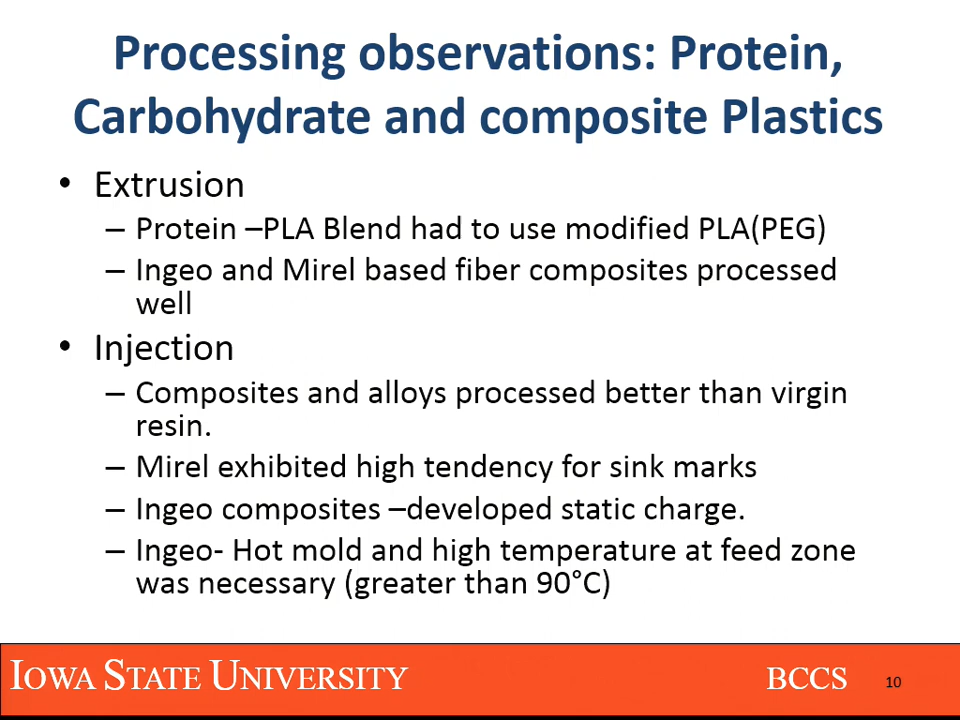 Processing observations: Protein,
Carbohydrate and composite Plastics
• Extrusion
– Protein –PLA Blend had to use modified PLA(PEG)
– Ingeo and Mirel based fiber composites processed
well
• Injection
– Composites and alloys processed better than virgin
resin.
– Mirel exhibited high tendency for sink marks
– Ingeo composites –developed static charge.
– Ingeo- Hot mold and high temperature at feed zone
was necessary (greater than 90°C)
IOWA STATE UNIVERSITY BCCS 10